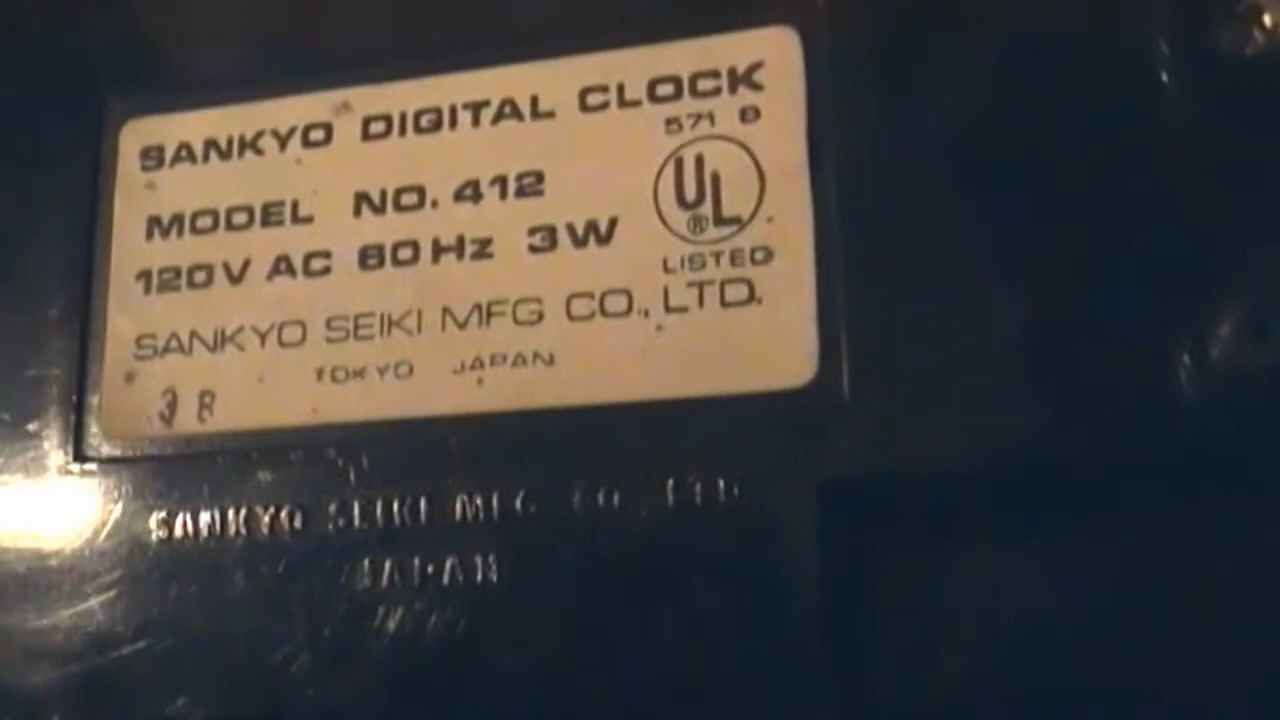 SANKYO DIGITAL CLOCK
571 B
MODEL NO. 412
UL
®
120V AC 60Hz 3W
LISTED
SANKYO SEIKI MFG CO., LTD.
TOKYO JAPAN
3 B
SANKYO SEIKI MFG CO., LTD
JAPAN